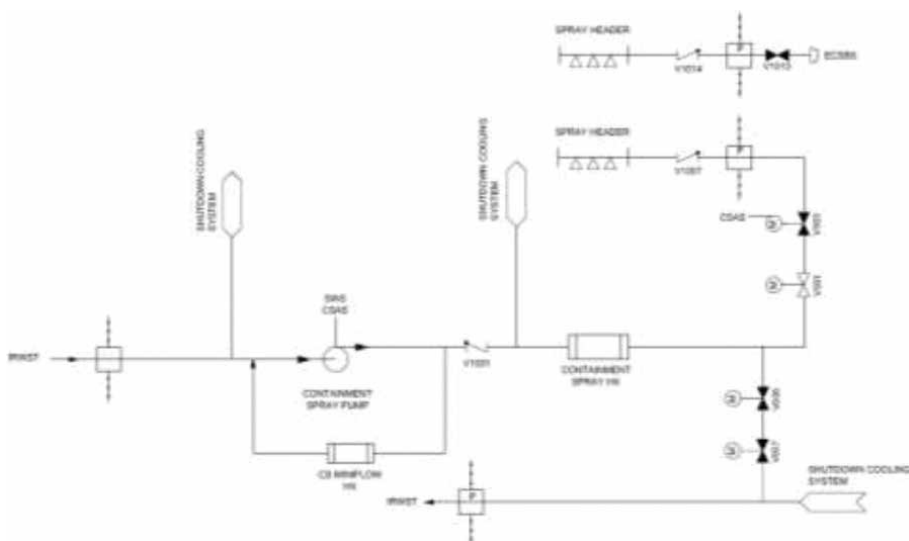 SPRAY HEADER
P
V1014
V1013
ECSBS
SPRAY HEADER
P
V1007
SHUTDOWN COOLING
SYSTEM
SHUTDOWN COOLING
SYSTEM
CSAS
M
M
SIAS
CSAS
IRWST
V1001
CONTAINMENT
SPRAY PUMP
CONTAINMENT
SPRAY HX
M
M
CS MINIFLOW
HX
SHUTDOWN COOLING
SYSTEM
IRWST
P